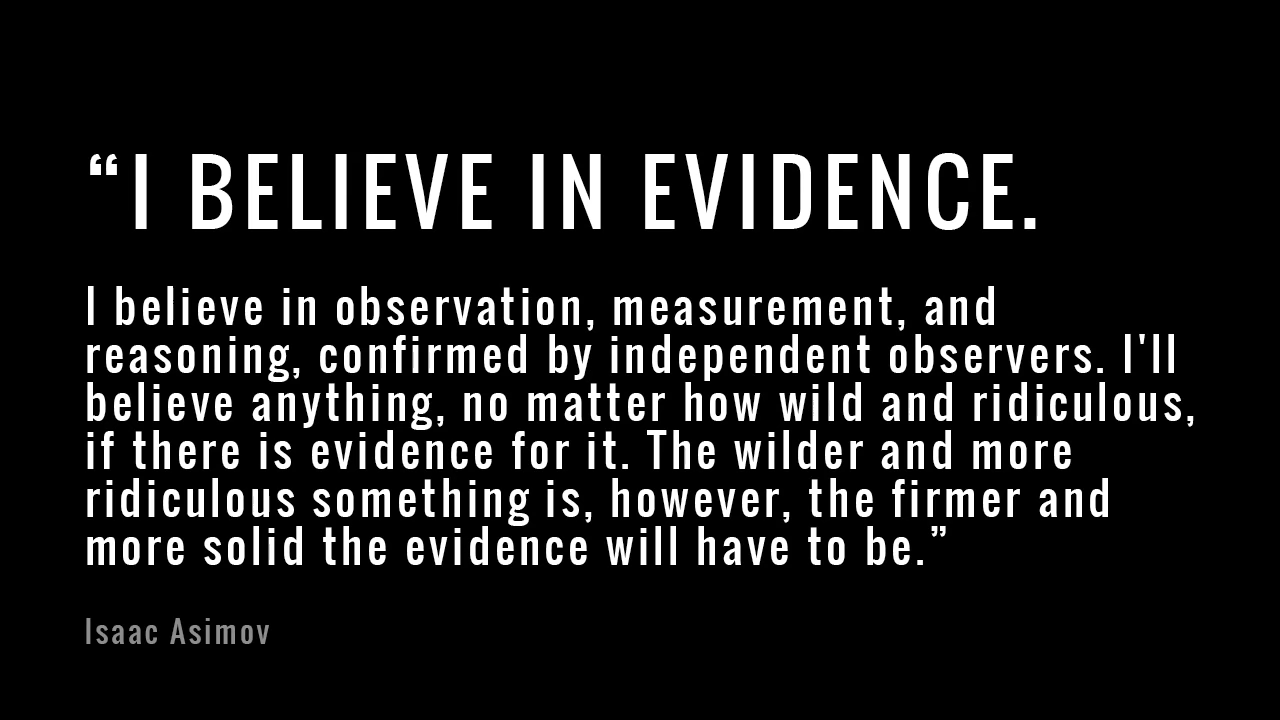 “I BELIEVE IN EVIDENCE.
I believe in observation, measurement, and
reasoning, confirmed by independent observers. I'll
believe anything, no matter how wild and ridiculous,
if there is evidence for it. The wilder and more
ridiculous something is, however, the firmer and
more solid the evidence will have to be.”
Isaac Asimov